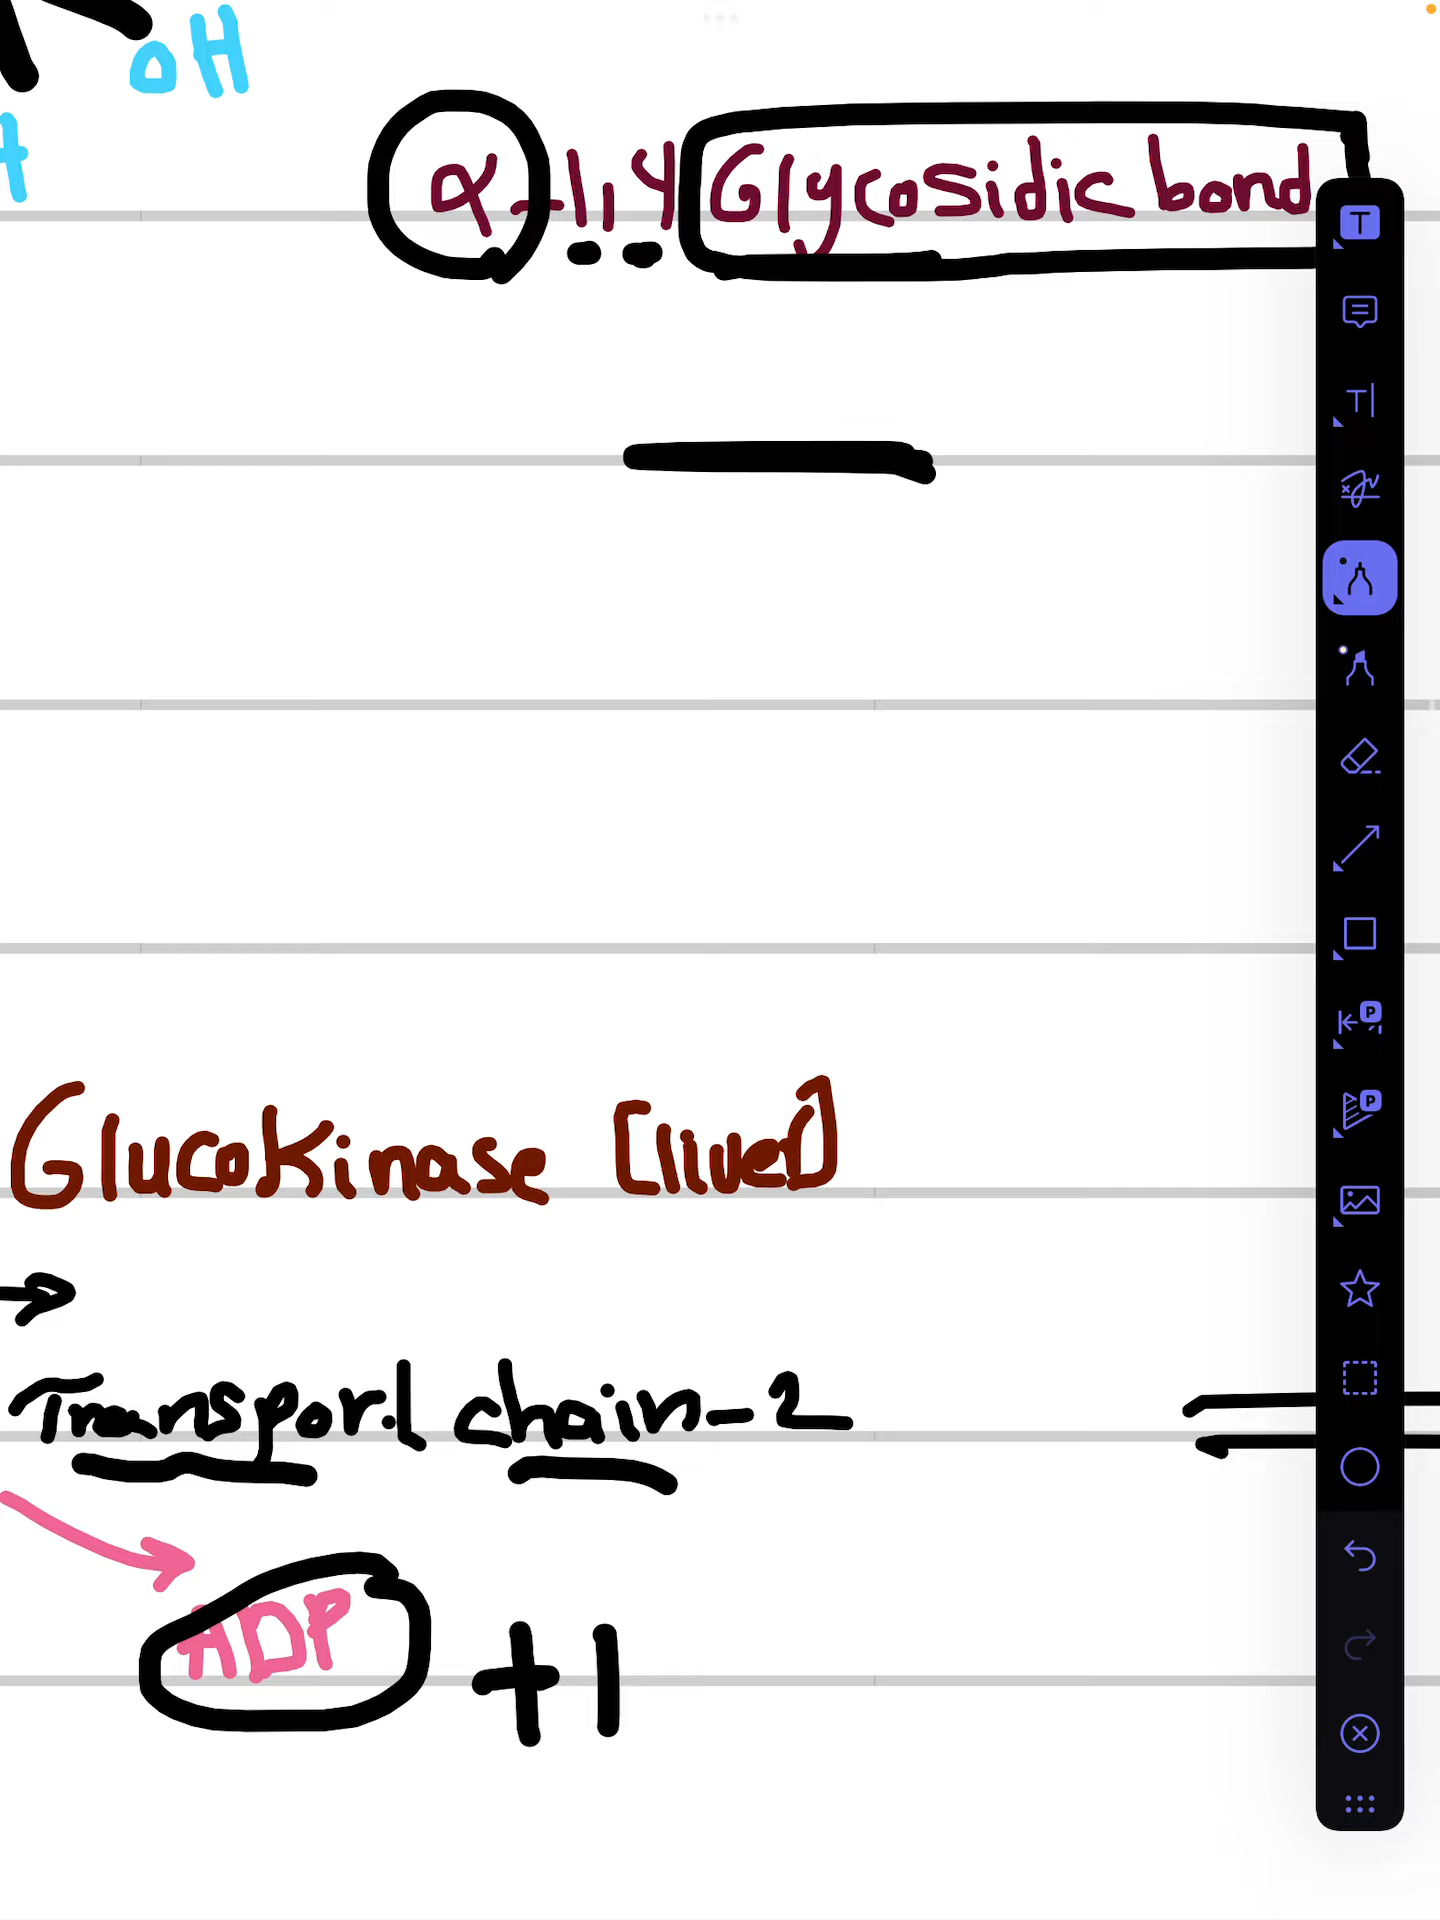 OH
α-1,4 Glycosidic bond
Glucokinase [liver]
→
Transport chain-2
ADP +1